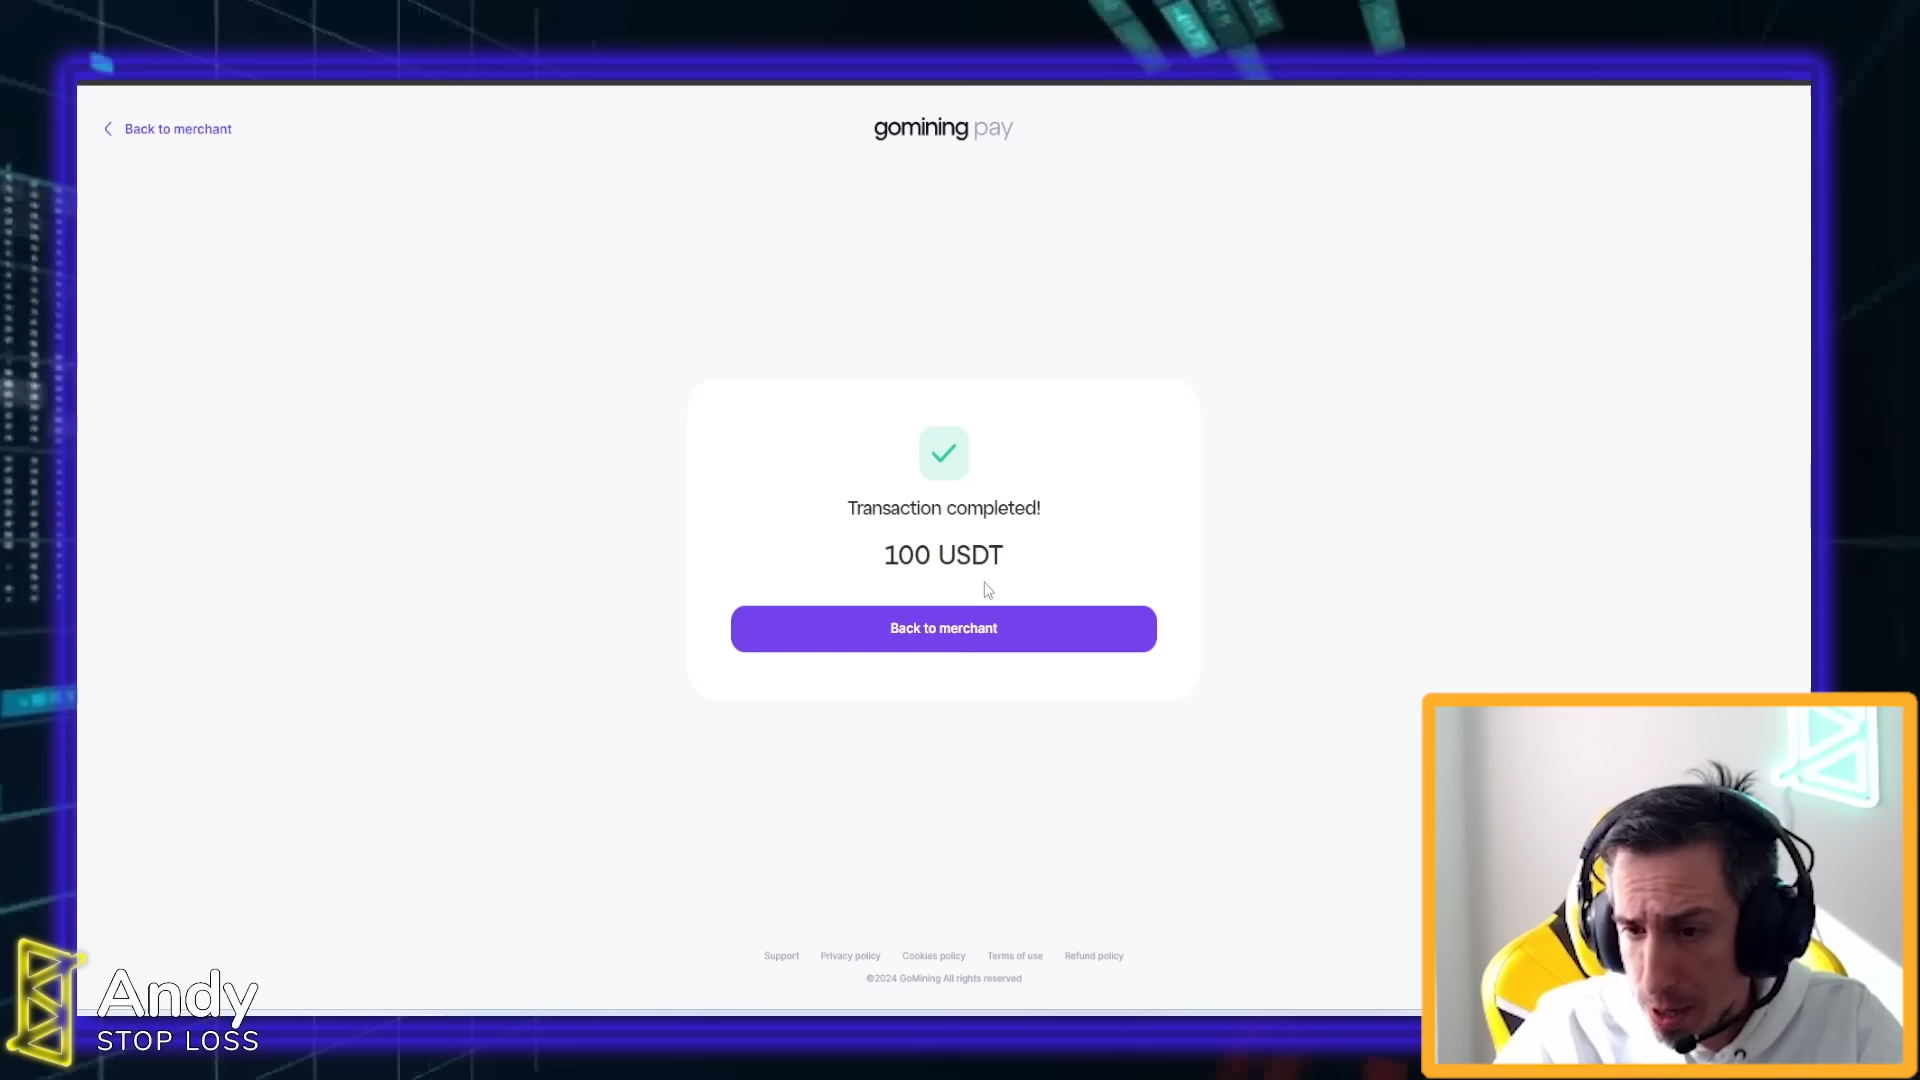 Back to merchant
gomining pay
Transaction completed!
100 USDT
Back to merchant
Support Privacy policy Cookies policy Terms of use Refund policy
©2024 GoMining All rights reserved
Andy
STOP LOSS